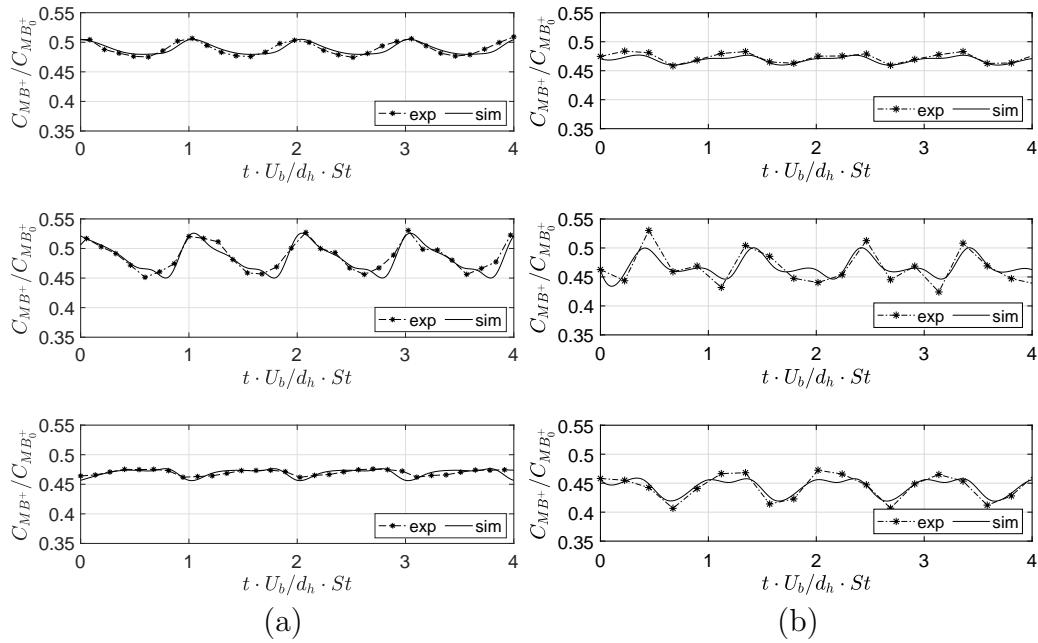 0.55
0.5
0.45
0.4
0.35
C_{MB^+}/C_{MB_0^+}
exp sim
0 1 2 3 4
t · U_b/d_h · St
0.55
0.5
0.45
0.4
0.35
C_{MB^+}/C_{MB_0^+}
exp sim
0 1 2 3 4
t · U_b/d_h · St
0.55
0.5
0.45
0.4
0.35
C_{MB^+}/C_{MB_0^+}
exp sim
0 1 2 3 4
t · U_b/d_h · St
0.55
0.5
0.45
0.4
0.35
C_{MB^+}/C_{MB_0^+}
exp sim
0 1 2 3 4
t · U_b/d_h · St
0.55
0.5
0.45
0.4
0.35
C_{MB^+}/C_{MB_0^+}
exp sim
0 1 2 3 4
t · U_b/d_h · St
0.55
0.5
0.45
0.4
0.35
C_{MB^+}/C_{MB_0^+}
exp sim
0 1 2 3 4
t · U_b/d_h · St
(a) (b)